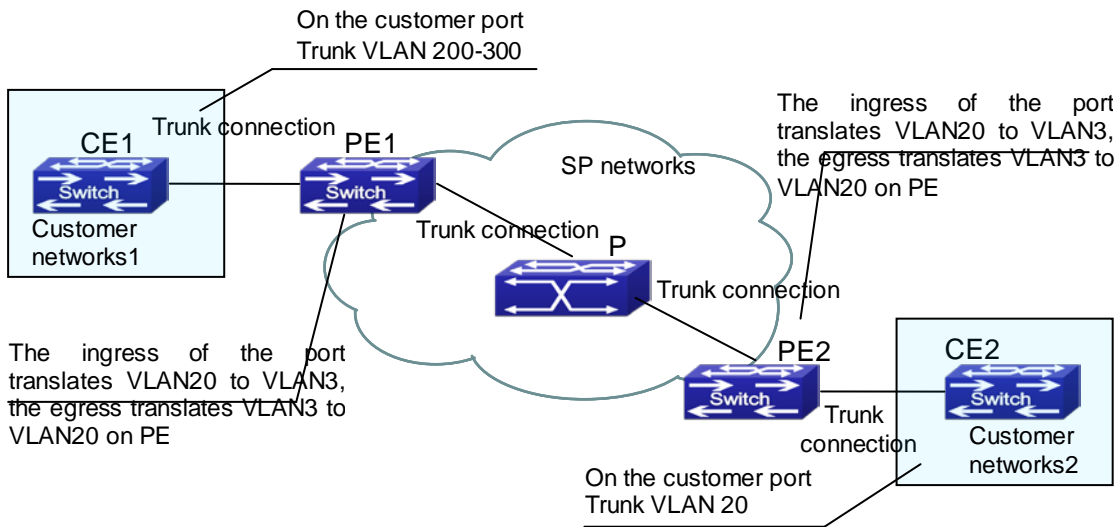 On the customer port
Trunk VLAN 200-300
The ingress of the port
translates VLAN20 to VLAN3,
the egress translates VLAN3 to
VLAN20 on PE
Trunk connection
CE1
PE1
SP networks
Switch
Switch
Customer
networks1
Trunk connection
P
Trunk connection
The ingress of the port
translates VLAN20 to VLAN3,
the egress translates VLAN3 to
VLAN20 on PE
PE2
CE2
Switch
Switch
Trunk
connection
Customer
networks2
On the customer port
Trunk VLAN 20